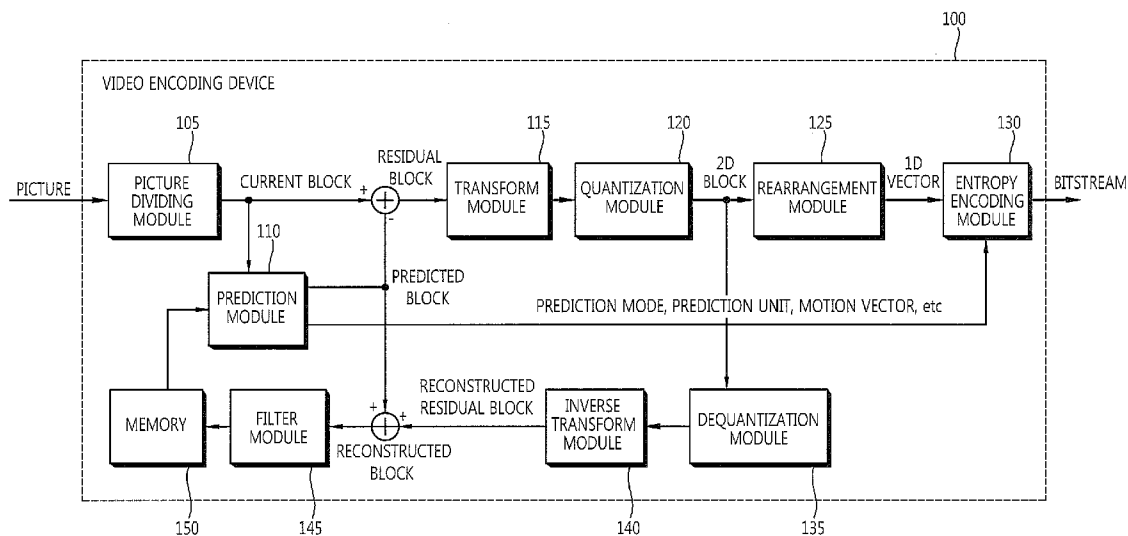 100
VIDEO ENCODING DEVICE
105
115
120
125
130
PICTURE
PICTURE
DIVIDING
MODULE
CURRENT BLOCK
+
-
RESIDUAL
BLOCK
TRANSFORM
MODULE
QUANTIZATION
MODULE
2D
BLOCK
REARRANGEMENT
MODULE
1D
VECTOR
ENTROPY
ENCODING
MODULE
BITSTREAM
110
PREDICTION
MODULE
PREDICTED
BLOCK
PREDICTION MODE, PREDICTION UNIT, MOTION VECTOR, etc
MEMORY
FILTER
MODULE
+
+
RECONSTRUCTED
BLOCK
RECONSTRUCTED
RESIDUAL BLOCK
INVERSE
TRANSFORM
MODULE
DEQUANTIZATION
MODULE
150
145
140
135